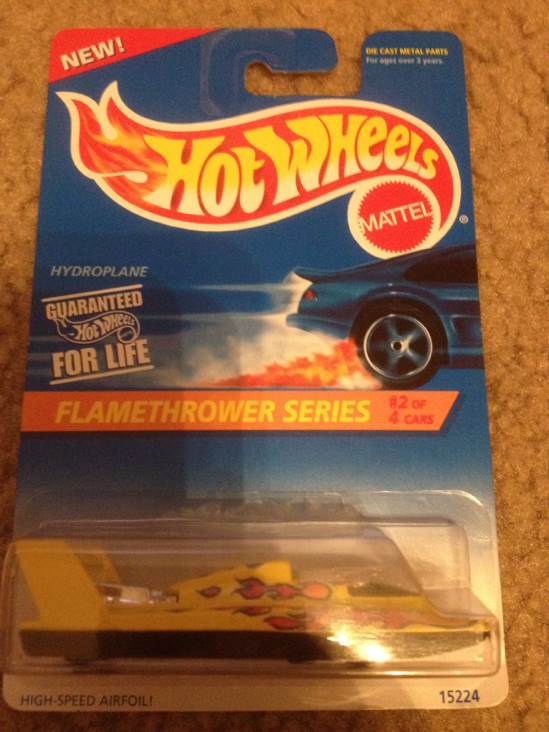 NEW!
DIE CAST METAL PARTS
For ages over 3 years.
HOT WHEELS
MATTEL
®
HYDROPLANE
GUARANTEED
HOT WHEELS
FOR LIFE
FLAMETHROWER SERIES
#2 OF
4 CARS
HIGH-SPEED AIRFOIL!
15224